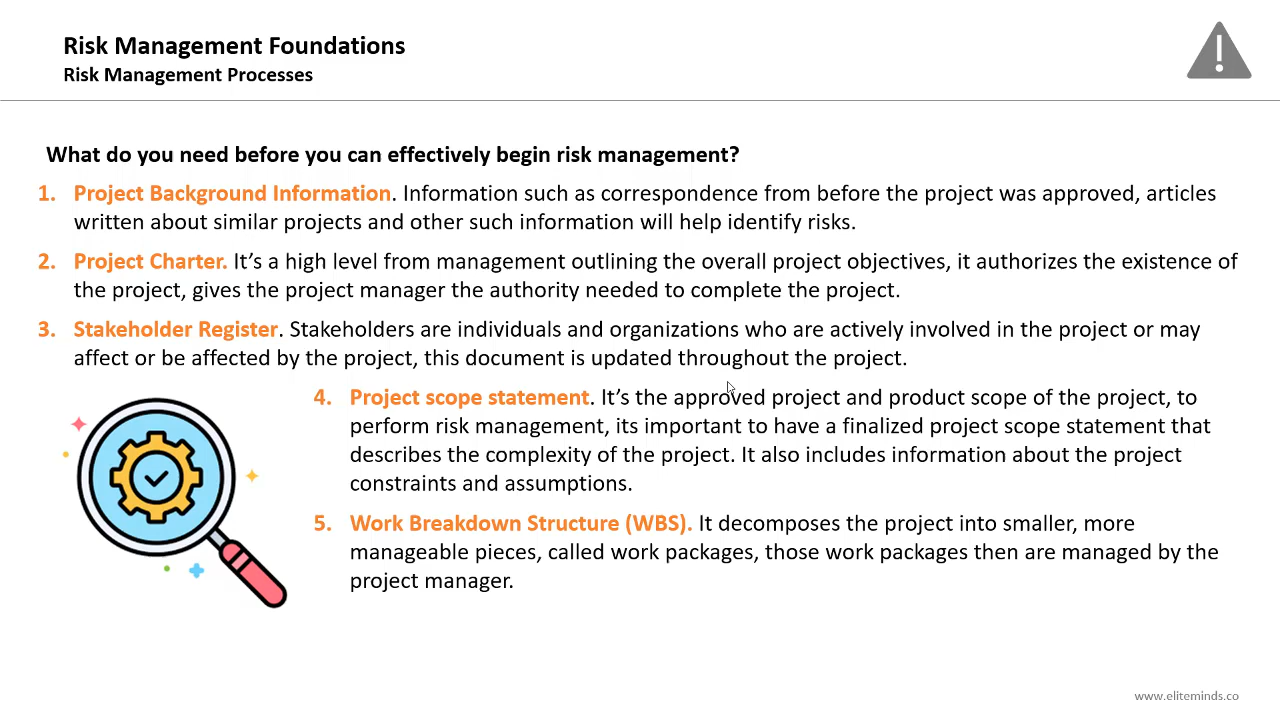 Risk Management Foundations
Risk Management Processes
What do you need before you can effectively begin risk management?
1. Project Background Information. Information such as correspondence from before the project was approved, articles
written about similar projects and other such information will help identify risks.
2. Project Charter. It’s a high level from management outlining the overall project objectives, it authorizes the existence of
the project, gives the project manager the authority needed to complete the project.
3. Stakeholder Register. Stakeholders are individuals and organizations who are actively involved in the project or may
affect or be affected by the project, this document is updated throughout the project.
4. Project scope statement. It’s the approved project and product scope of the project, to
perform risk management, its important to have a finalized project scope statement that
describes the complexity of the project. It also includes information about the project
constraints and assumptions.
5. Work Breakdown Structure (WBS). It decomposes the project into smaller, more
manageable pieces, called work packages, those work packages then are managed by the
project manager.
www.eliteminds.co